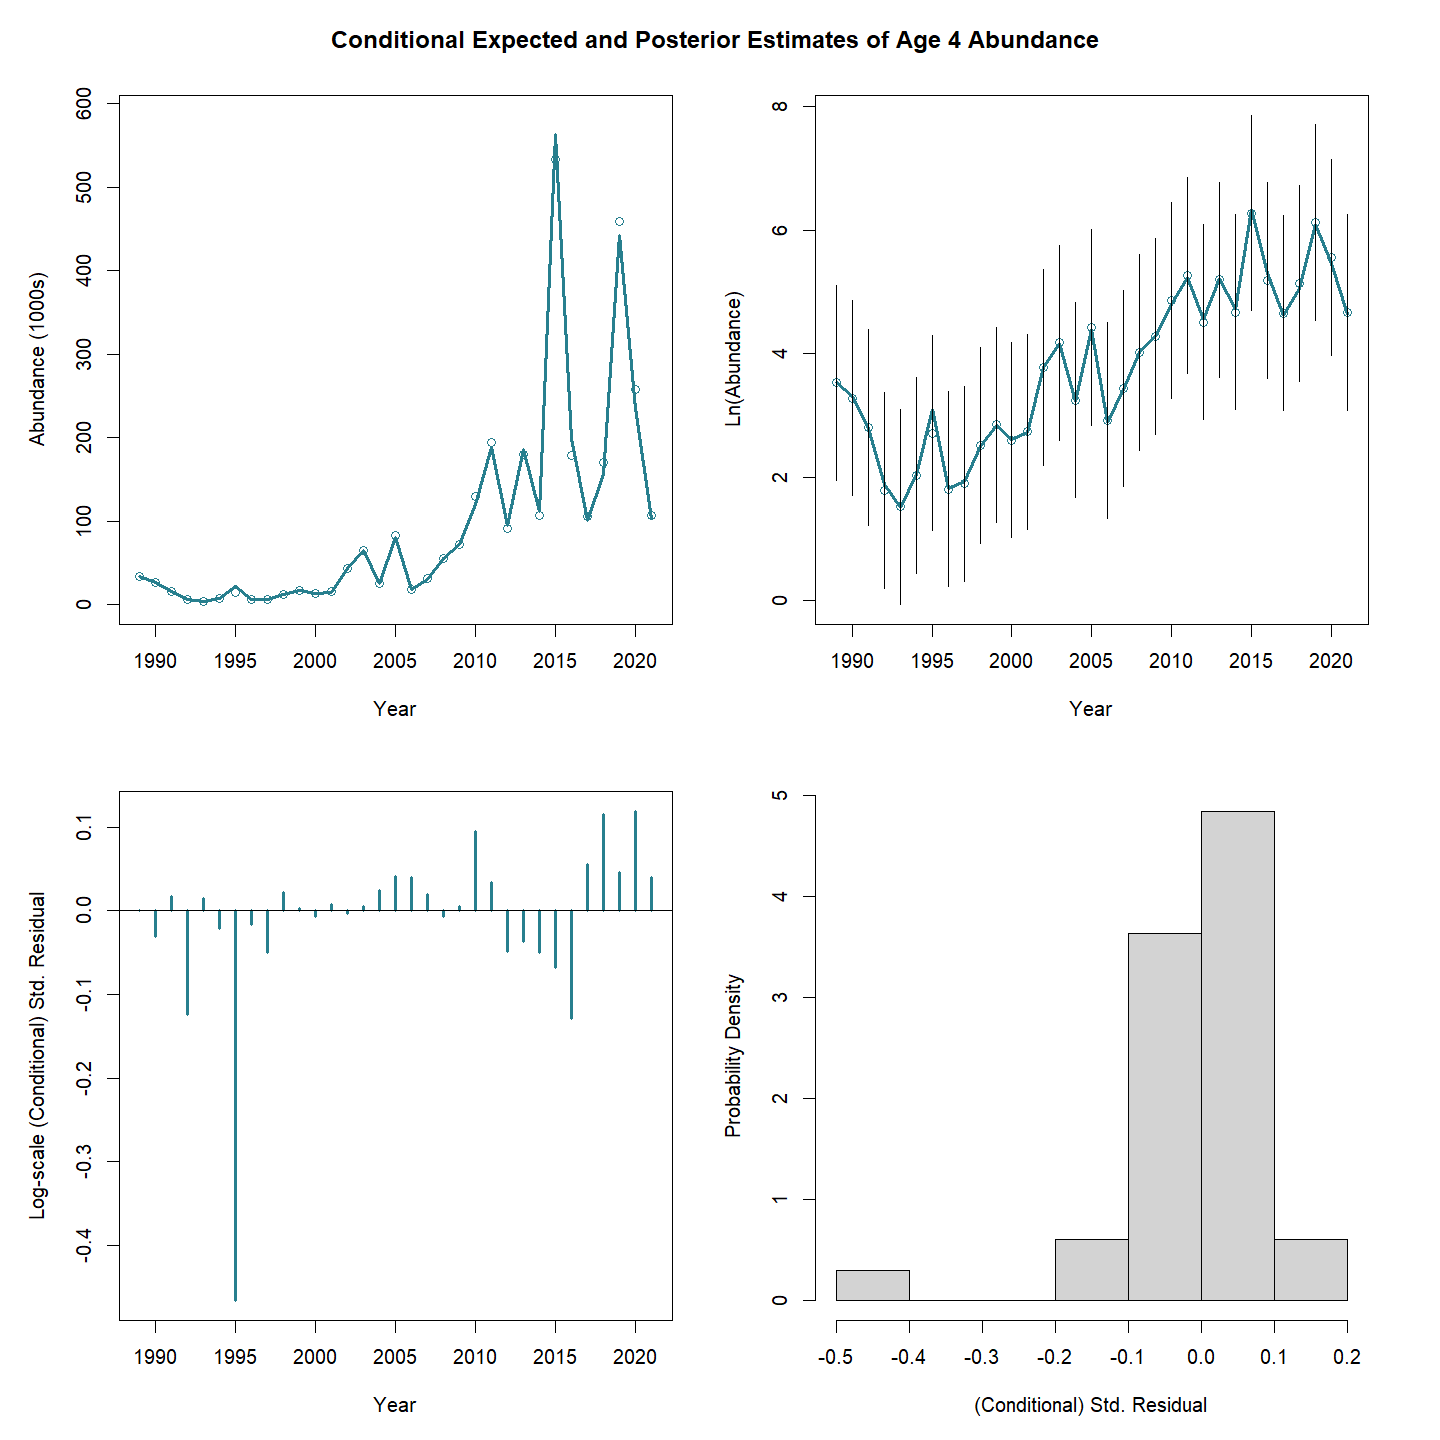 Conditional Expected and Posterior Estimates of Age 4 Abundance
Abundance (1000s)
600
500
400
300
200
100
0
1990 1995 2000 2005 2010 2015 2020
Year
Ln(Abundance)
8
6
4
2
0
1990 1995 2000 2005 2010 2015 2020
Year
Log-scale (Conditional) Std. Residual
0.1
0.0
-0.1
-0.2
-0.3
-0.4
1990 1995 2000 2005 2010 2015 2020
Year
Probability Density
5
4
3
2
1
0
-0.5 -0.4 -0.3 -0.2 -0.1 0.0 0.1 0.2
(Conditional) Std. Residual